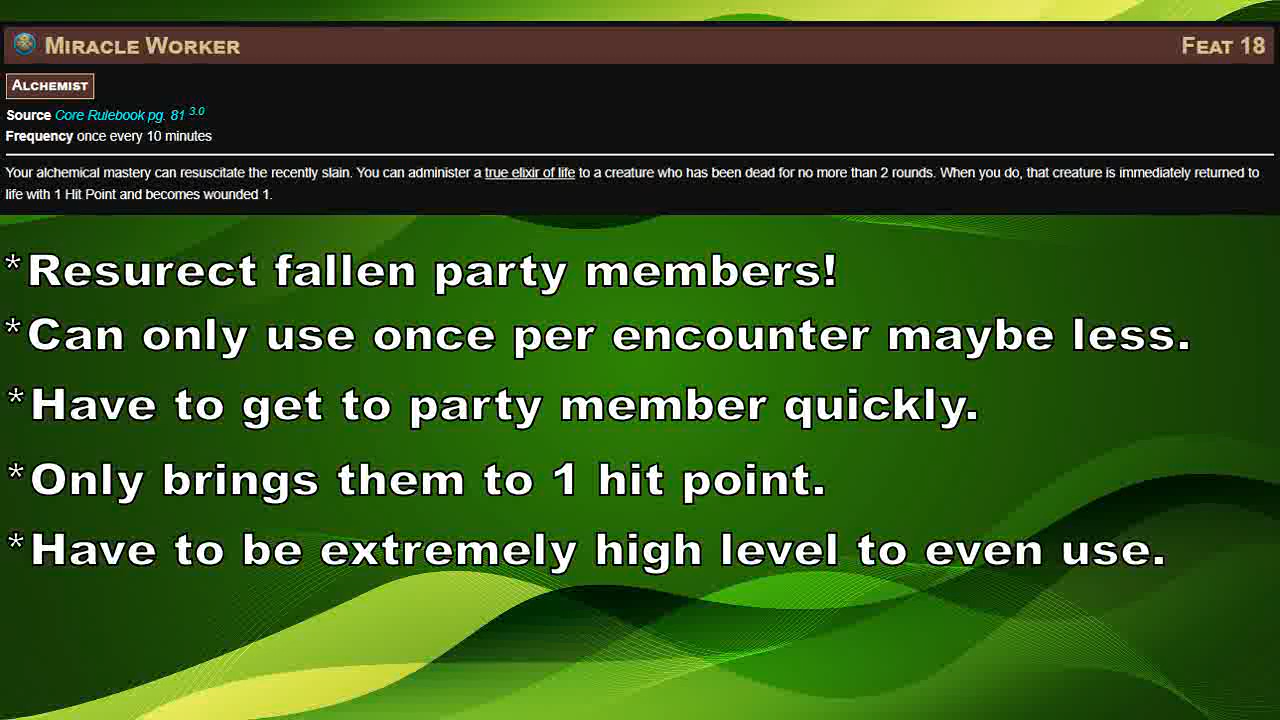 Miracle Worker
Feat 18
Alchemist
Source Core Rulebook pg. 81 3.0
Frequency once every 10 minutes
Your alchemical mastery can resuscitate the recently slain. You can administer a true elixir of life to a creature who has been dead for no more than 2 rounds. When you do, that creature is immediately returned to
life with 1 Hit Point and becomes wounded 1.
*Resurect fallen party members!
*Can only use once per encounter maybe less.
*Have to get to party member quickly.
*Only brings them to 1 hit point.
*Have to be extremely high level to even use.